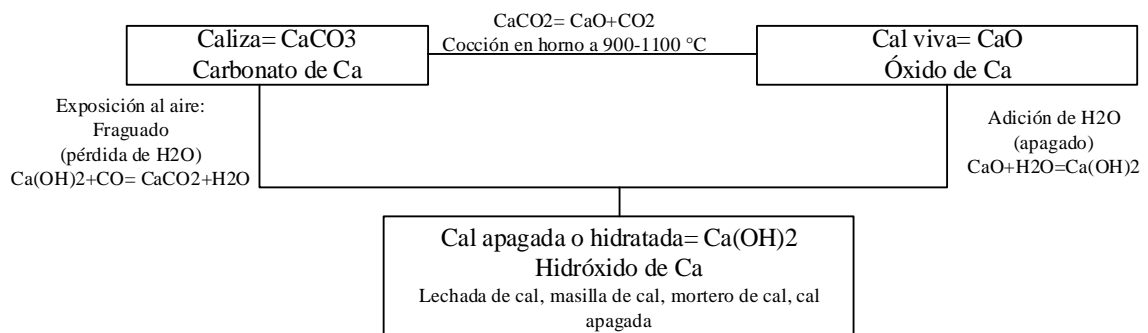 CaCO2= CaO+CO2
Cocción en horno a 900-1100 °C
Caliza= CaCO3
Carbonato de Ca
Cal viva= CaO
Óxido de Ca
Exposición al aire:
Fraguado
(pérdida de H2O)
Ca(OH)2+CO= CaCO2+H2O
Adición de H2O
(apagado)
CaO+H2O=Ca(OH)2
Cal apagada o hidratada= Ca(OH)2
Hidróxido de Ca
Lechada de cal, masilla de cal, mortero de cal, cal
apagada